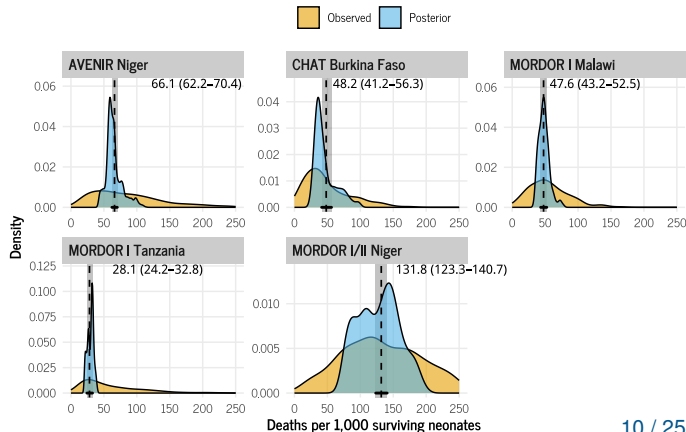 Observed Posterior
AVENIR Niger CHAT Burkina Faso MORDOR I Malawi
66.1 (62.2–70.4) 48.2 (41.2–56.3) 47.6 (43.2–52.5)
0.06
0.04
0.02
0.00
0.04
0.03
0.02
0.01
0.00
0.06
0.04
0.02
0.00
0 50 100 150 200 250
0 50 100 150 200 250
0 50 100 150 200 250
Density
MORDOR I Tanzania MORDOR I/II Niger
28.1 (24.2–32.8) 131.8 (123.3–140.7)
0.125
0.100
0.075
0.050
0.025
0.000
0.010
0.005
0.000
0 50 100 150 200 250
0 50 100 150 200 250
Deaths per 1,000 surviving neonates
10 / 25